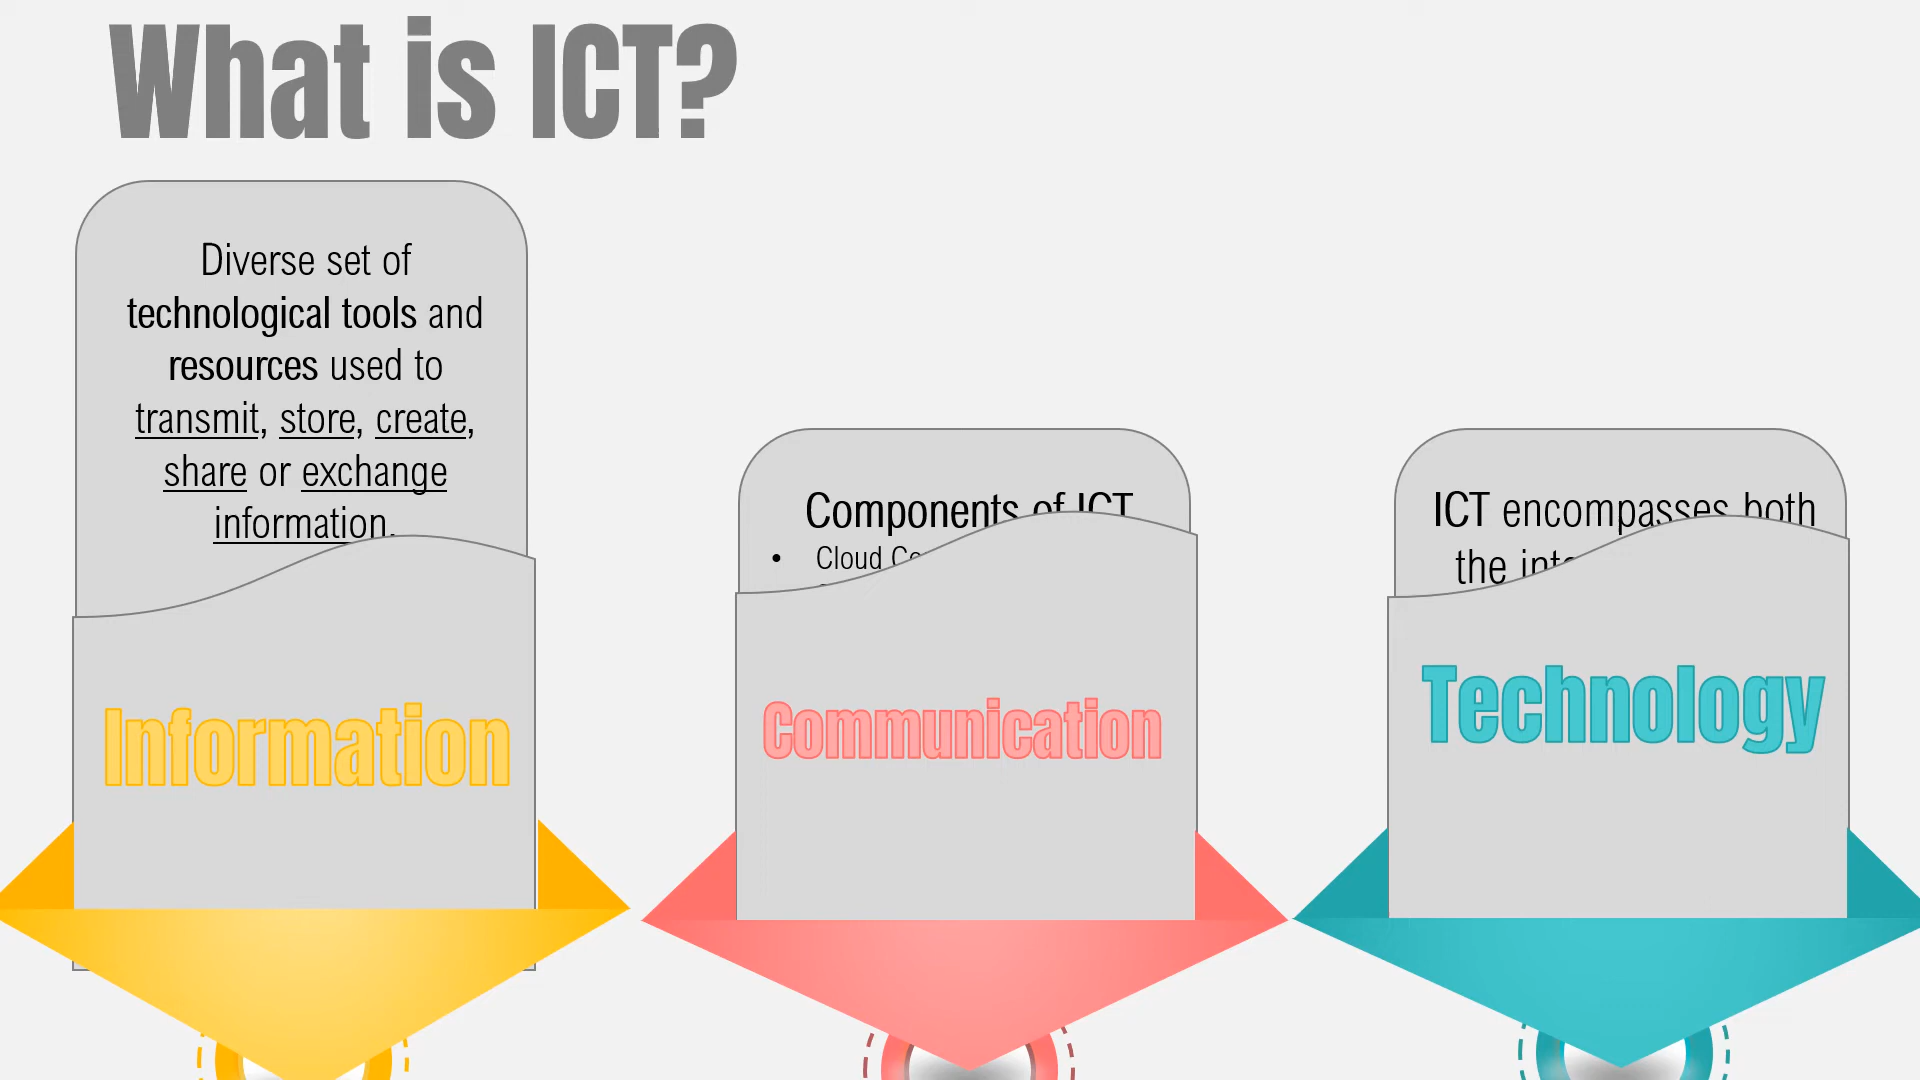 What is ICT?
Diverse set of
technological tools and
resources used to
transmit, store, create,
share or exchange
information.
Information
Components of ICT
• Cloud
Communication
ICT encompasses both
the
Technology